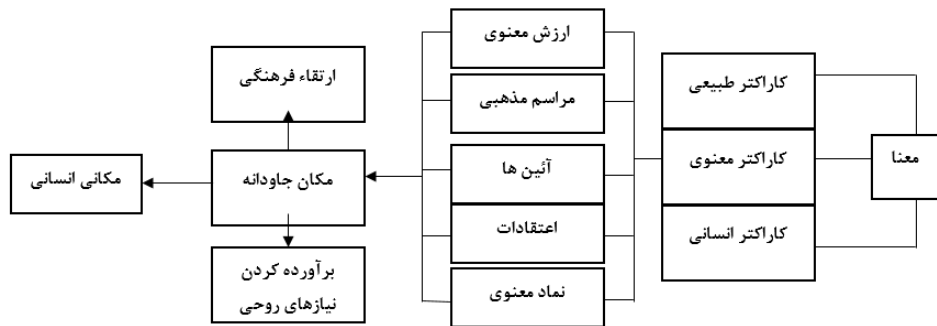 معنا
کاراکتر طبیعی
کاراکتر معنوی
کاراکتر انسانی
ارزش معنوی
مراسم مذهبی
آئین ها
اعتقادات
نماد معنوی
ارتقاء فرهنگی
مکان جاودانه
برآورده کردن
نیازهای روحی
مکانی انسانی